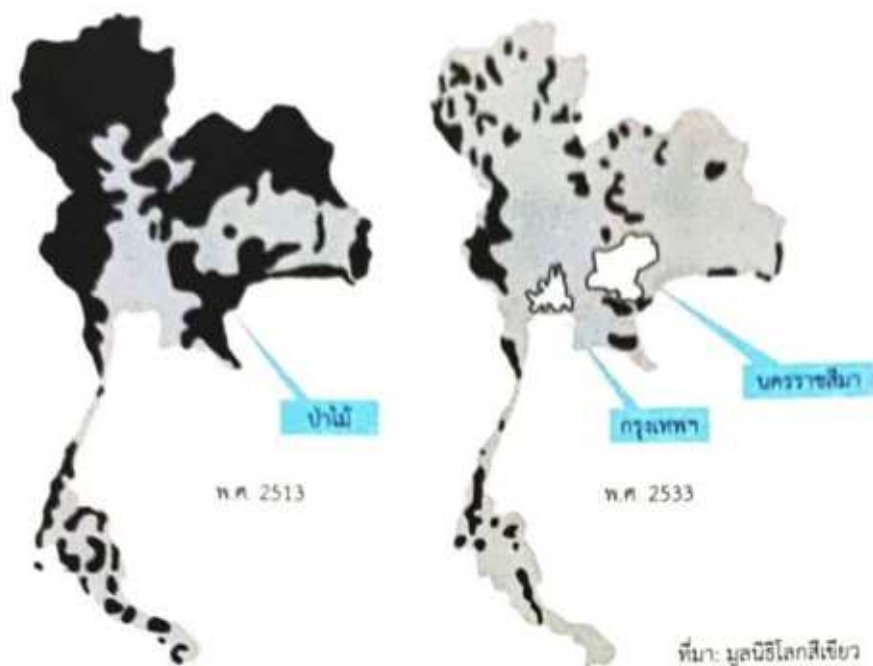 ป่าไม้
พ.ศ. 2513
นครราชสีมา
กรุงเทพฯ
พ.ศ. 2533
ที่มา: มูลนิธิโลกสีเขียว